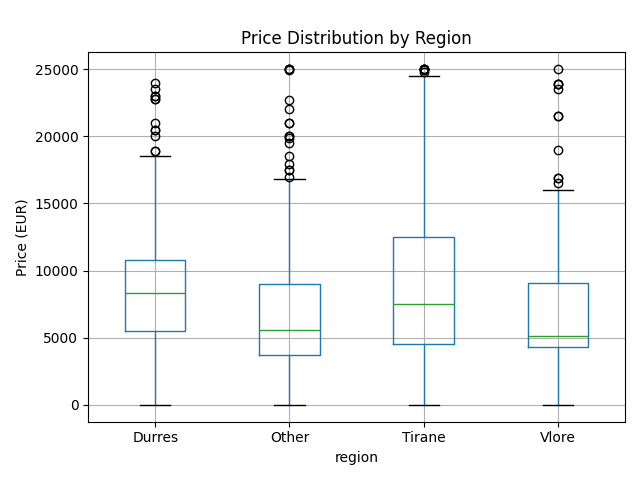 Price Distribution by Region
Price (EUR)
25000
20000
15000
10000
5000
0
Durres Other Tirane Vlore
region